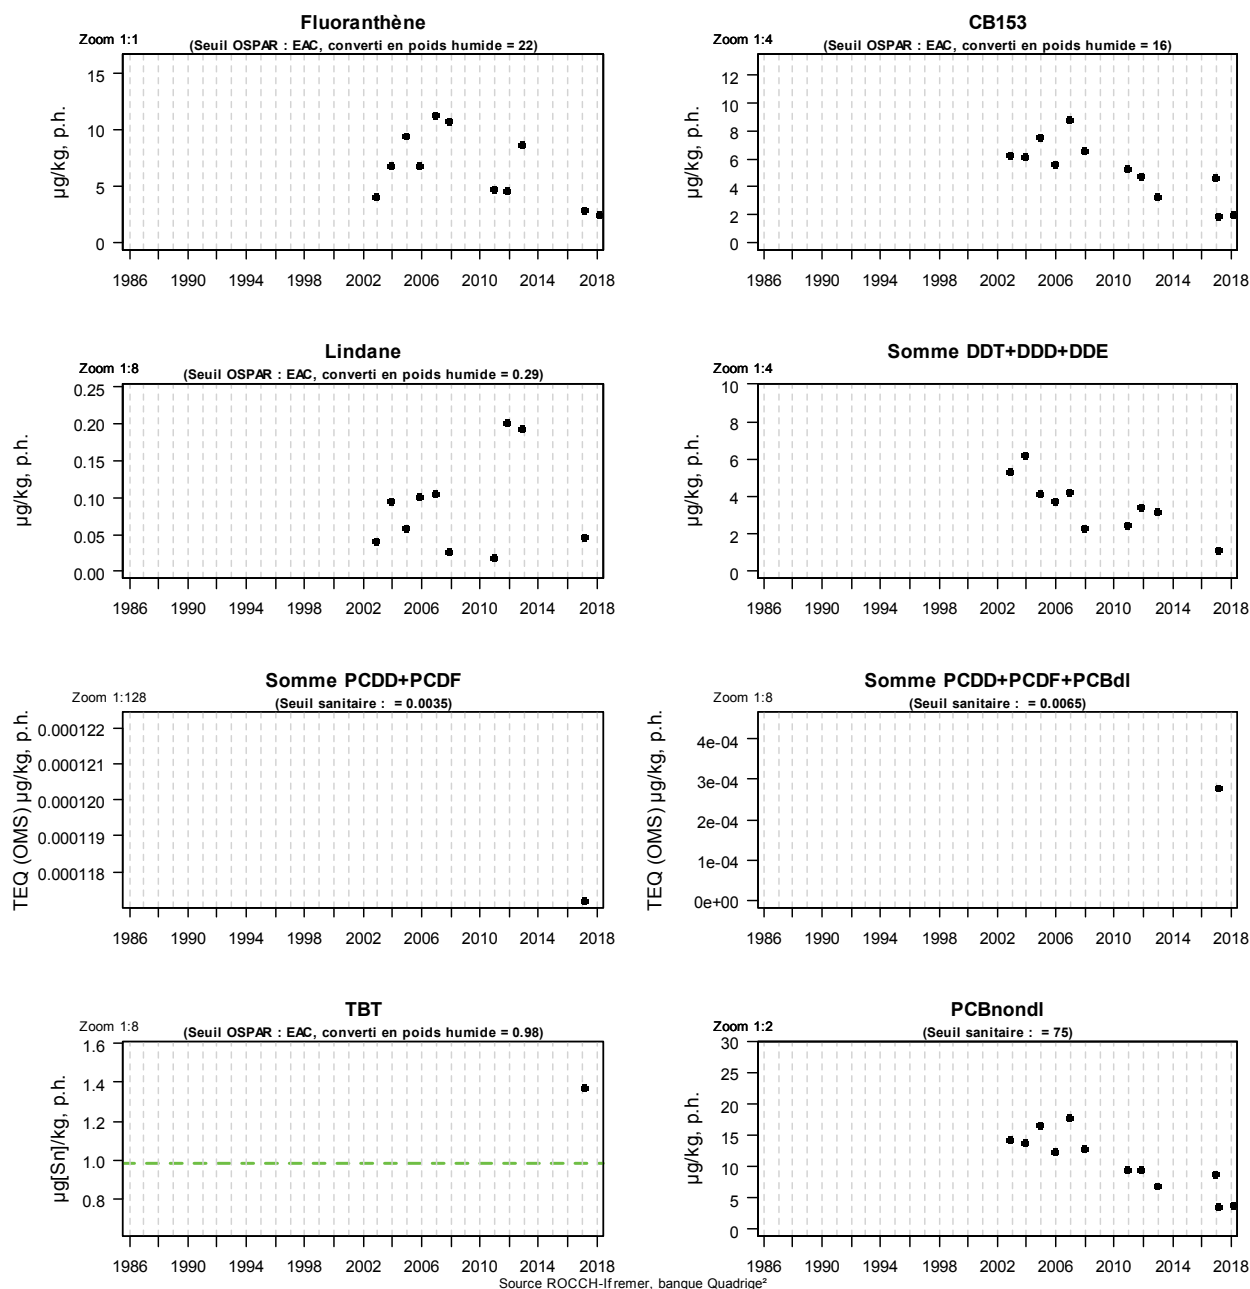 Fluoranthène
Zoom 1:1
(Seuil OSPAR : EAC, converti en poids humide = 22)
µg/kg, p.h.
15
10
5
0
1986 1990 1994 1998 2002 2006 2010 2014 2018
CB153
Zoom 1:4
(Seuil OSPAR : EAC, converti en poids humide = 16)
µg/kg, p.h.
12
10
8
6
4
2
0
1986 1990 1994 1998 2002 2006 2010 2014 2018
Lindane
Zoom 1:8
(Seuil OSPAR : EAC, converti en poids humide = 0.29)
µg/kg, p.h.
0.25
0.20
0.15
0.10
0.05
0.00
1986 1990 1994 1998 2002 2006 2010 2014 2018
Somme DDT+DDD+DDE
Zoom 1:4
µg/kg, p.h.
10
8
6
4
2
0
1986 1990 1994 1998 2002 2006 2010 2014 2018
Somme PCDD+PCDF
Zoom 1:128
(Seuil sanitaire : = 0.0035)
TEQ (OMS) µg/kg, p.h.
0.000122
0.000121
0.000120
0.000119
0.000118
1986 1990 1994 1998 2002 2006 2010 2014 2018
Somme PCDD+PCDF+PCBdl
Zoom 1:8
(Seuil sanitaire : = 0.0065)
TEQ (OMS) µg/kg, p.h.
4e-04
3e-04
2e-04
1e-04
0e+00
1986 1990 1994 1998 2002 2006 2010 2014 2018
TBT
Zoom 1:8
(Seuil OSPAR : EAC, converti en poids humide = 0.98)
µg[Sn]/kg, p.h.
1.6
1.4
1.2
1.0
0.8
1986 1990 1994 1998 2002 2006 2010 2014 2018
PCBnondl
Zoom 1:2
(Seuil sanitaire : = 75)
µg/kg, p.h.
30
25
20
15
10
5
0
1986 1990 1994 1998 2002 2006 2010 2014 2018
Source ROCCH-Ifremer, banque Quadrige²